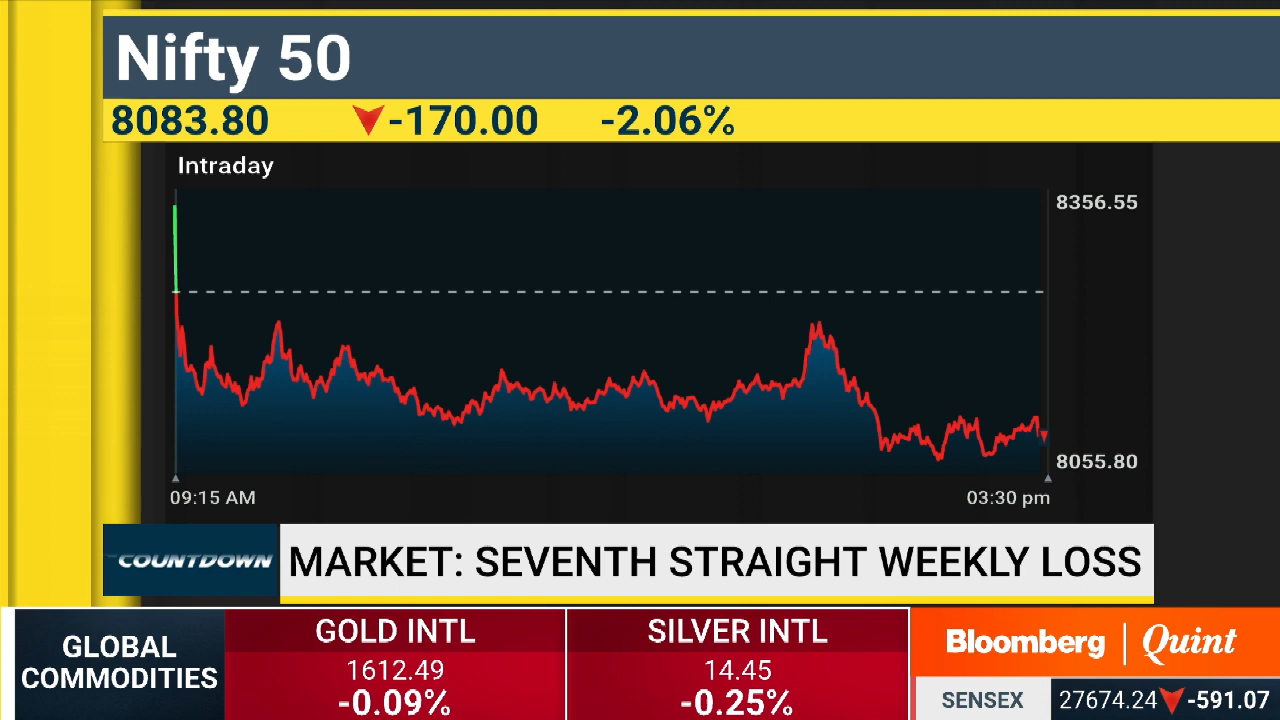 Nifty 50
8083.80 -170.00 -2.06%
Intraday
8356.55
8055.80
09:15 AM 03:30 pm
COUNTDOWN
MARKET: SEVENTH STRAIGHT WEEKLY LOSS
GLOBAL
COMMODITIES
GOLD INTL
1612.49
-0.09%
SILVER INTL
14.45
-0.25%
Bloomberg | Quint
SENSEX 27674.24 -591.07